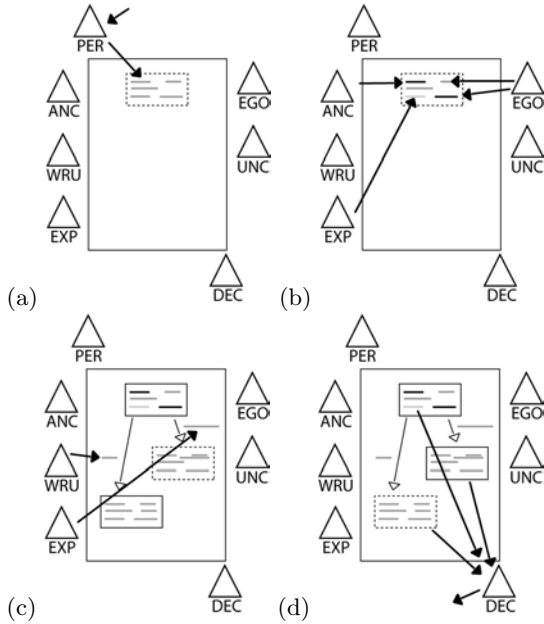 PER
ANC
EGO
WRU
UNC
EXP
DEC
(a)
PER
ANC
EGO
WRU
UNC
EXP
DEC
(b)
PER
ANC
EGO
WRU
UNC
EXP
DEC
(c)
PER
ANC
EGO
WRU
UNC
EXP
DEC
(d)